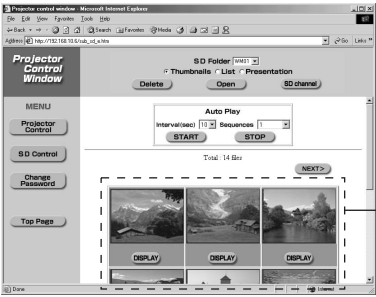 Projector control window - Microsoft Internet Explorer
File Edit View Favorites Tools Help
Back Search Favorites Media
Address http://192.168.10.6/sub_sd_a.htm Go Links
Projector Control Window
SD Folder WM01
Thumbnails List Presentation
Delete Open SD channel
MENU
Projector Control
SD Control
Change Password
Top Page
Auto Play
Interval(sec) 10 Sequences 1
START STOP
Total : 14 files
NEXT>
DISPLAY DISPLAY DISPLAY
Done Internet